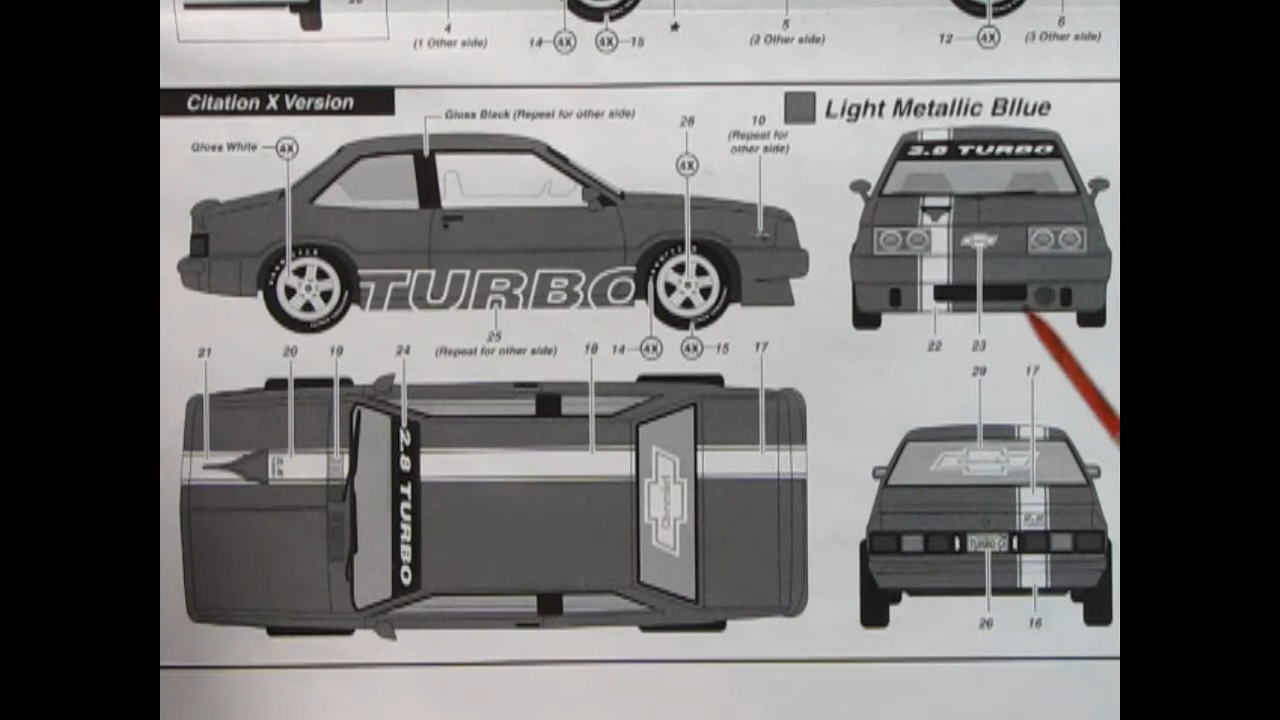 4
(1 Other side)
14 4X 4X 15
*
5
(2 Other side)
12 4X
6
(3 Other side)
Citation X Version
Gloss Black (Repeat for other side)
Gloss White 4X
28
4X
10
(Repeat for
other side)
Light Metallic Bllue
2.8 TURBO
TURBO
25
(Repeat for other side)
14 4X 4X 15
22 23
21 20 19 24 18 17
29 17
2.8 TURBO
Chevrolet
26 16